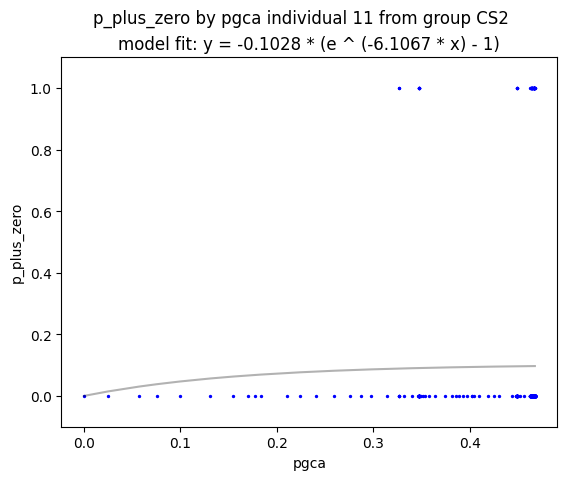 p_plus_zero by pgca individual 11 from group CS2
model fit: y = -0.1028 * (e ^ (-6.1067 * x) - 1)
1.0
0.8
0.6
0.4
0.2
0.0
p_plus_zero
0.0 0.1 0.2 0.3 0.4
pgca